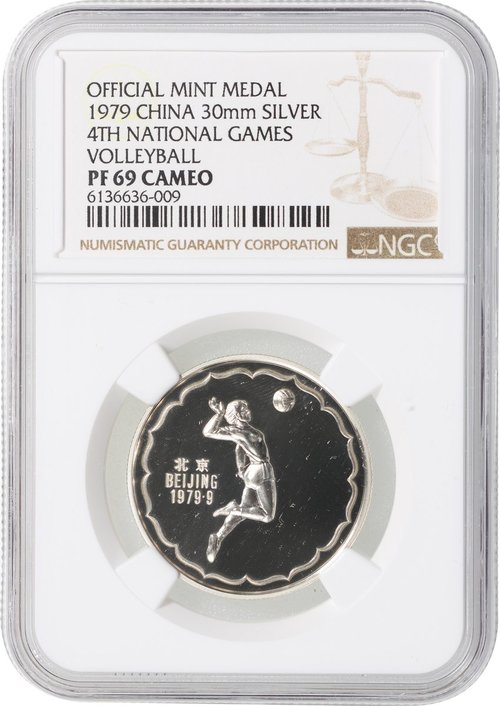 OFFICIAL MINT MEDAL
1979 CHINA 30mm SILVER
4TH NATIONAL GAMES
VOLLEYBALL
PF 69 CAMEO
6136636-009
NUMISMATIC GUARANTY CORPORATION
NGC
北京
BEIJING
1979·9